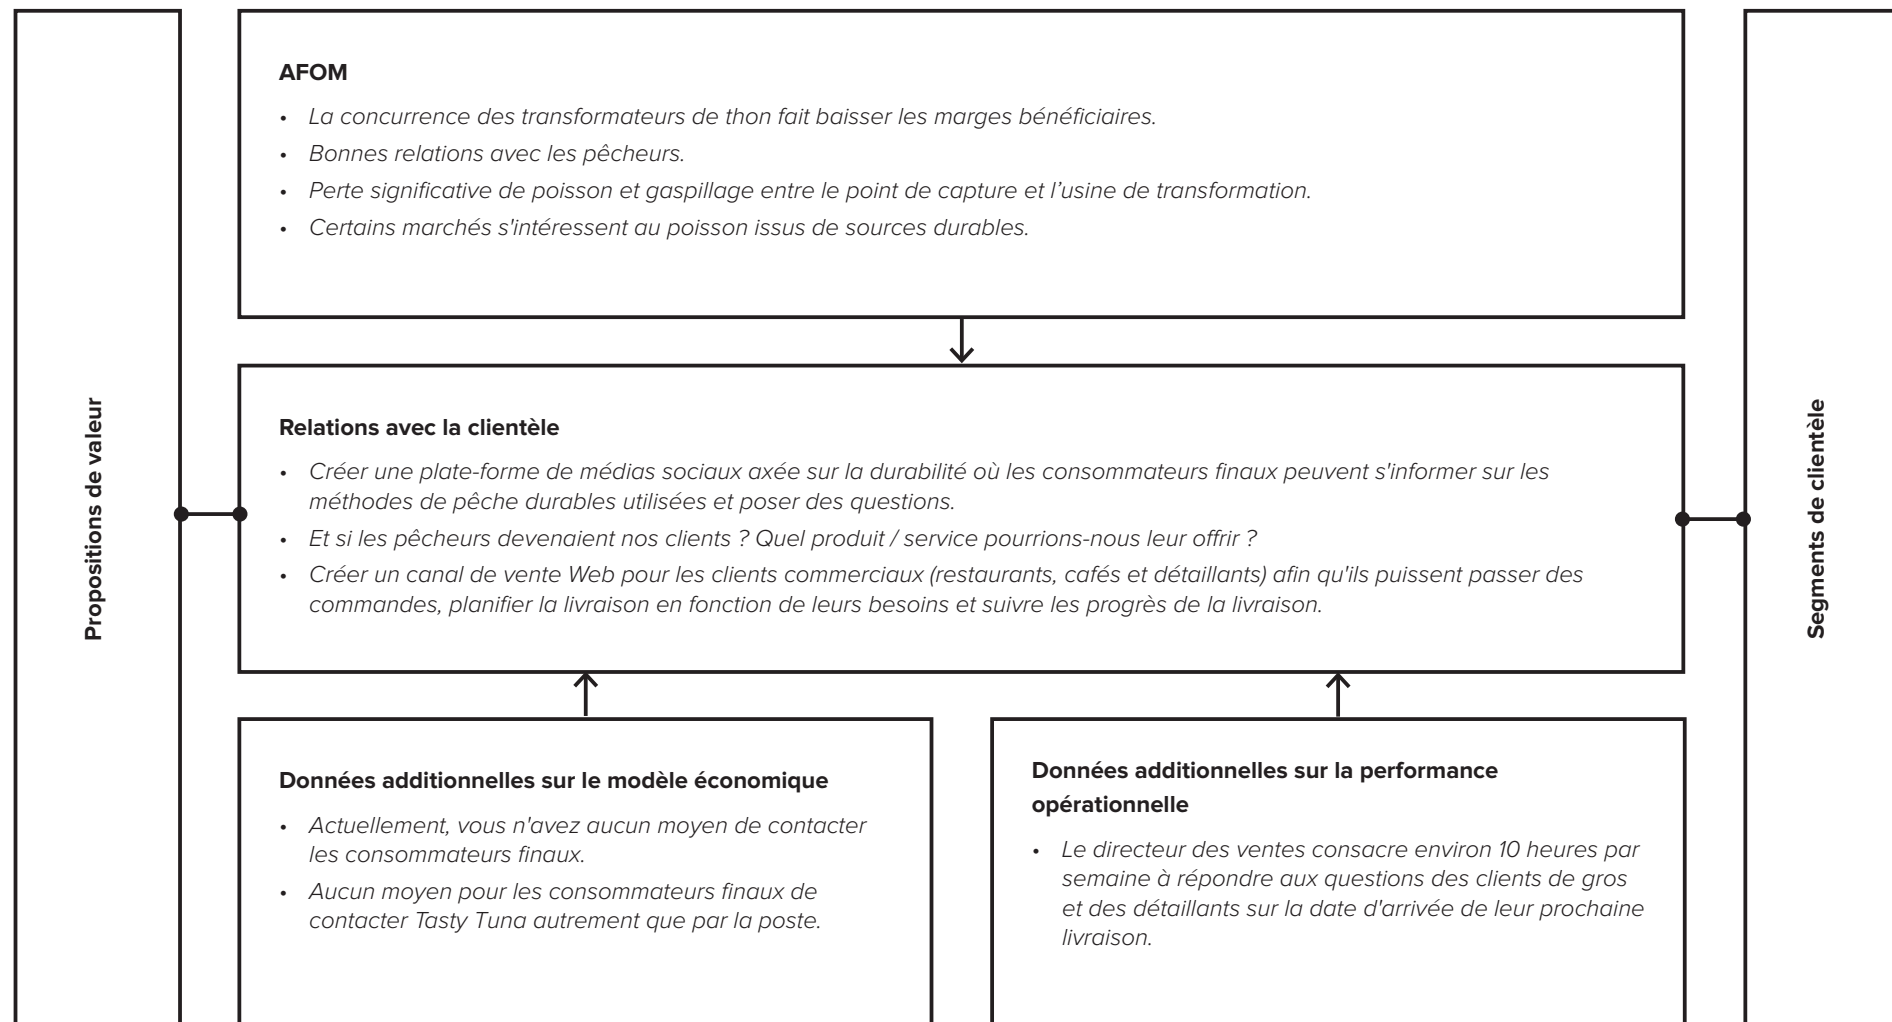 Propositions de valeur
AFOM
• La concurrence des transformateurs de thon fait baisser les marges bénéficiaires.
• Bonnes relations avec les pêcheurs.
• Perte significative de poisson et gaspillage entre le point de capture et l’usine de transformation.
• Certains marchés s'intéressent au poisson issus de sources durables.
Relations avec la clientèle
• Créer une plate-forme de médias sociaux axée sur la durabilité où les consommateurs finaux peuvent s'informer sur les
méthodes de pêche durables utilisées et poser des questions.
• Et si les pêcheurs devenaient nos clients ? Quel produit / service pourrions-nous leur offrir ?
• Créer un canal de vente Web pour les clients commerciaux (restaurants, cafés et détaillants) afin qu'ils puissent passer des
commandes, planifier la livraison en fonction de leurs besoins et suivre les progrès de la livraison.
Données additionnelles sur le modèle économique
• Actuellement, vous n'avez aucun moyen de contacter
les consommateurs finaux.
• Aucun moyen pour les consommateurs finaux de
contacter Tasty Tuna autrement que par la poste.
Données additionnelles sur la performance
opérationnelle
• Le directeur des ventes consacre environ 10 heures par
semaine à répondre aux questions des clients de gros
et des détaillants sur la date d'arrivée de leur prochaine
livraison.
Segments de clientèle